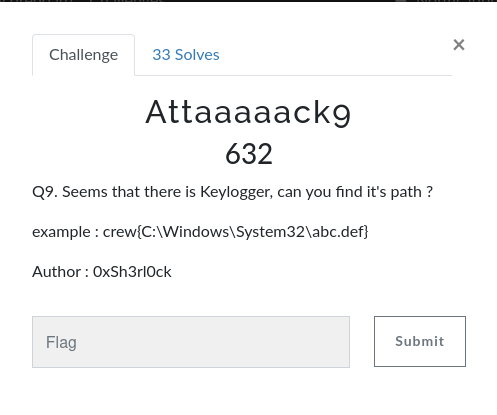 Challenge
33 Solves
×
Attaaaaack9
632
Q9. Seems that there is Keylogger, can you find it's path ?
example : crew{C:\Windows\System32\abc.def}
Author : 0xSh3rl0ck
Flag
Submit